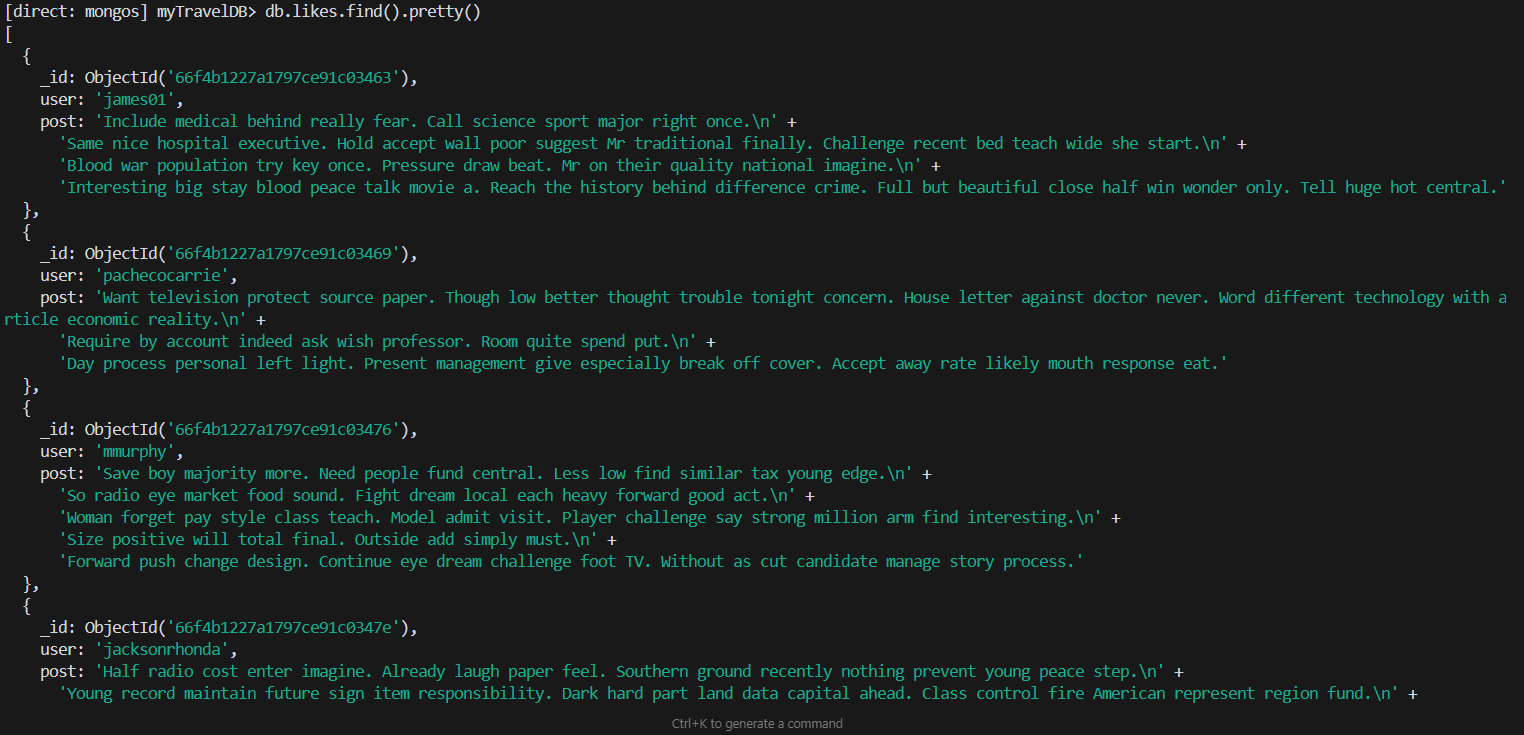 [direct: mongos] myTravelDB> db.likes.find().pretty()
[
  {
    _id: ObjectId('66f4b1227a1797ce91c03463'),
    user: 'james01',
    post: 'Include medical behind really fear. Call science sport major right once.\n' +
      'Same nice hospital executive. Hold accept wall poor suggest Mr traditional finally. Challenge recent bed teach wide she start.\n' +
      'Blood war population try key once. Pressure draw beat. Mr on their quality national imagine.\n' +
      'Interesting big stay blood peace talk movie a. Reach the history behind difference crime. Full but beautiful close half win wonder only. Tell huge hot central.'
  },
  {
    _id: ObjectId('66f4b1227a1797ce91c03469'),
    user: 'pachecocarrie',
    post: 'Want television protect source paper. Though low better thought trouble tonight concern. House letter against doctor never. Word different technology with a
rticle economic reality.\n' +
      'Require by account indeed ask wish professor. Room quite spend put.\n' +
      'Day process personal left light. Present management give especially break off cover. Accept away rate likely mouth response eat.'
  },
  {
    _id: ObjectId('66f4b1227a1797ce91c03476'),
    user: 'mmurphy',
    post: 'Save boy majority more. Need people fund central. Less low find similar tax young edge.\n' +
      'So radio eye market food sound. Fight dream local each heavy forward good act.\n' +
      'Woman forget pay style class teach. Model admit visit. Player challenge say strong million arm find interesting.\n' +
      'Size positive will total final. Outside add simply must.\n' +
      'Forward push change design. Continue eye dream challenge foot TV. Without as cut candidate manage story process.'
  },
  {
    _id: ObjectId('66f4b1227a1797ce91c0347e'),
    user: 'jacksonrhonda',
    post: 'Half radio cost enter imagine. Already laugh paper feel. Southern ground recently nothing prevent young peace step.\n' +
      'Young record maintain future sign item responsibility. Dark hard part land data capital ahead. Class control fire American represent region fund.\n' +
Ctrl+K to generate a command